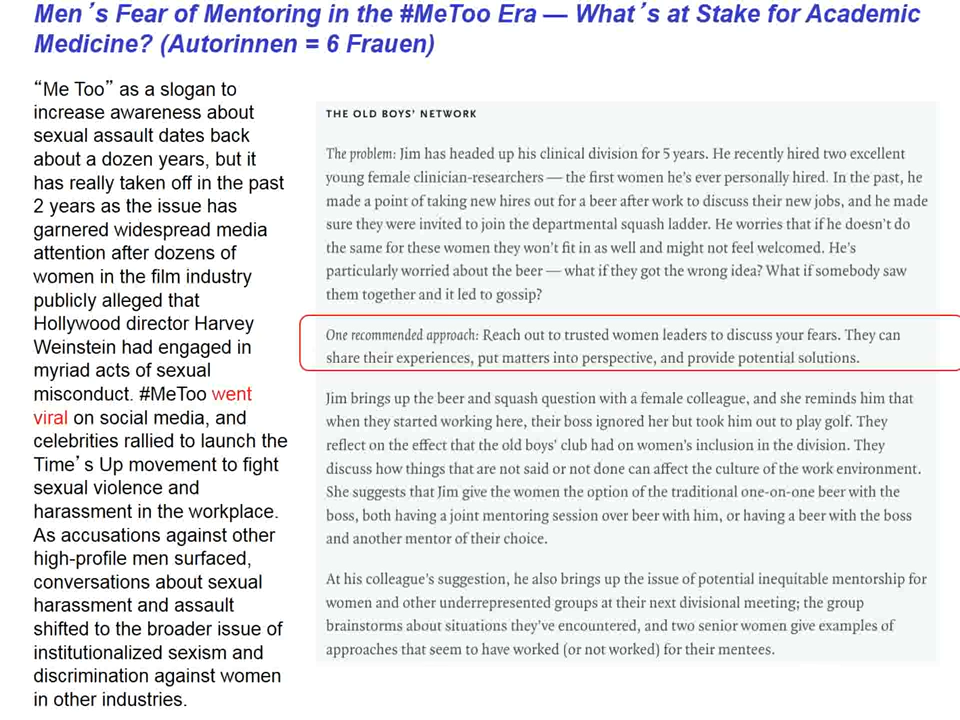 Men´s Fear of Mentoring in the #MeToo Era — What´s at Stake for Academic
Medicine? (Autorinnen = 6 Frauen)
“Me Too” as a slogan to
increase awareness about
sexual assault dates back
about a dozen years, but it
has really taken off in the past
2 years as the issue has
garnered widespread media
attention after dozens of
women in the film industry
publicly alleged that
Hollywood director Harvey
Weinstein had engaged in
myriad acts of sexual
misconduct. #MeToo went
viral on social media, and
celebrities rallied to launch the
Time´s Up movement to fight
sexual violence and
harassment in the workplace.
As accusations against other
high-profile men surfaced,
conversations about sexual
harassment and assault
shifted to the broader issue of
institutionalized sexism and
discrimination against women
in other industries.
THE OLD BOYS’ NETWORK
The problem: Jim has headed up his clinical division for 5 years. He recently hired two excellent
young female clinician-researchers — the first women he’s ever personally hired. In the past, he
made a point of taking new hires out for a beer after work to discuss their new jobs, and he made
sure they were invited to join the departmental squash ladder. He worries that if he doesn’t do
the same for these women they won’t fit in as well and might not feel welcomed. He’s
particularly worried about the beer — what if they got the wrong idea? What if somebody saw
them together and it led to gossip?
One recommended approach: Reach out to trusted women leaders to discuss your fears. They can
share their experiences, put matters into perspective, and provide potential solutions.
Jim brings up the beer and squash question with a female colleague, and she reminds him that
when they started working here, their boss ignored her but took him out to play golf. They
reflect on the effect that the old boys’ club had on women’s inclusion in the division. They
discuss how things that are not said or not done can affect the culture of the work environment.
She suggests that Jim give the women the option of the traditional one-on-one beer with the
boss, both having a joint mentoring session over beer with him, or having a beer with the boss
and another mentor of their choice.
At his colleague’s suggestion, he also brings up the issue of potential inequitable mentorship for
women and other underrepresented groups at their next divisional meeting; the group
brainstorms about situations they’ve encountered, and two senior women give examples of
approaches that seem to have worked (or not worked) for their mentees.